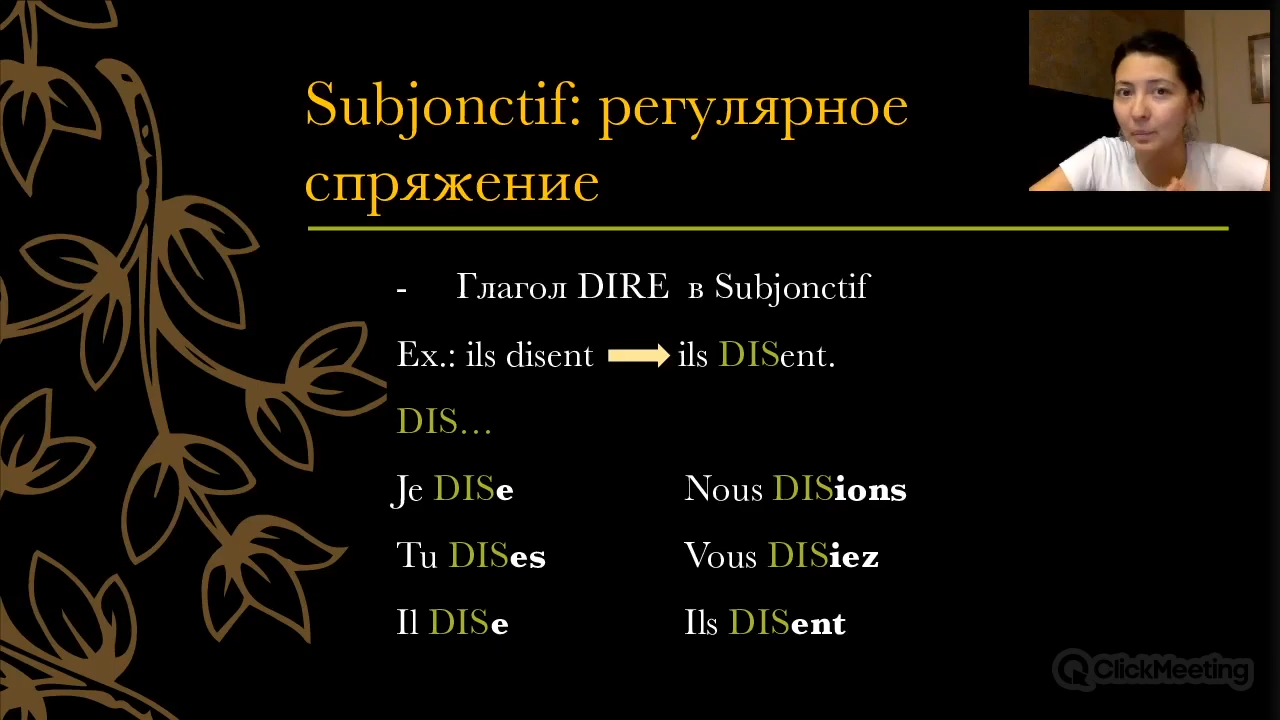 Subjonctif: регулярное
спряжение
- Глагол DIRE в Subjonctif
Ex.: ils disent ils DISent.
DIS…
Je DISe
Nous DISions
Tu DISes
Vous DISiez
Il DISe
Ils DISent
ClickMeeting